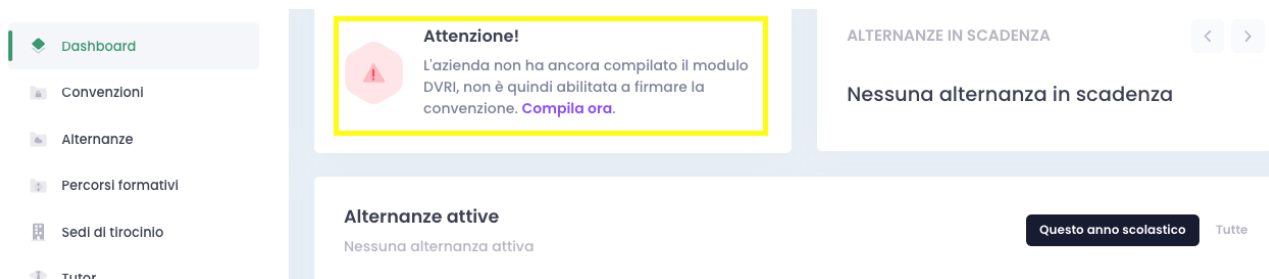 Dashboard
Convenzioni
Alternanze
Percorsi formativi
Sedi di tirocinio
Tutor
Attenzione!
L'azienda non ha ancora compilato il modulo
DVRI, non è quindi abilitata a firmare la
convenzione. Compila ora.
ALTERNANZE IN SCADENZA
Nessuna alternanza in scadenza
Alternanze attive
Nessuna alternanza attiva
Questo anno scolastico
Tutte